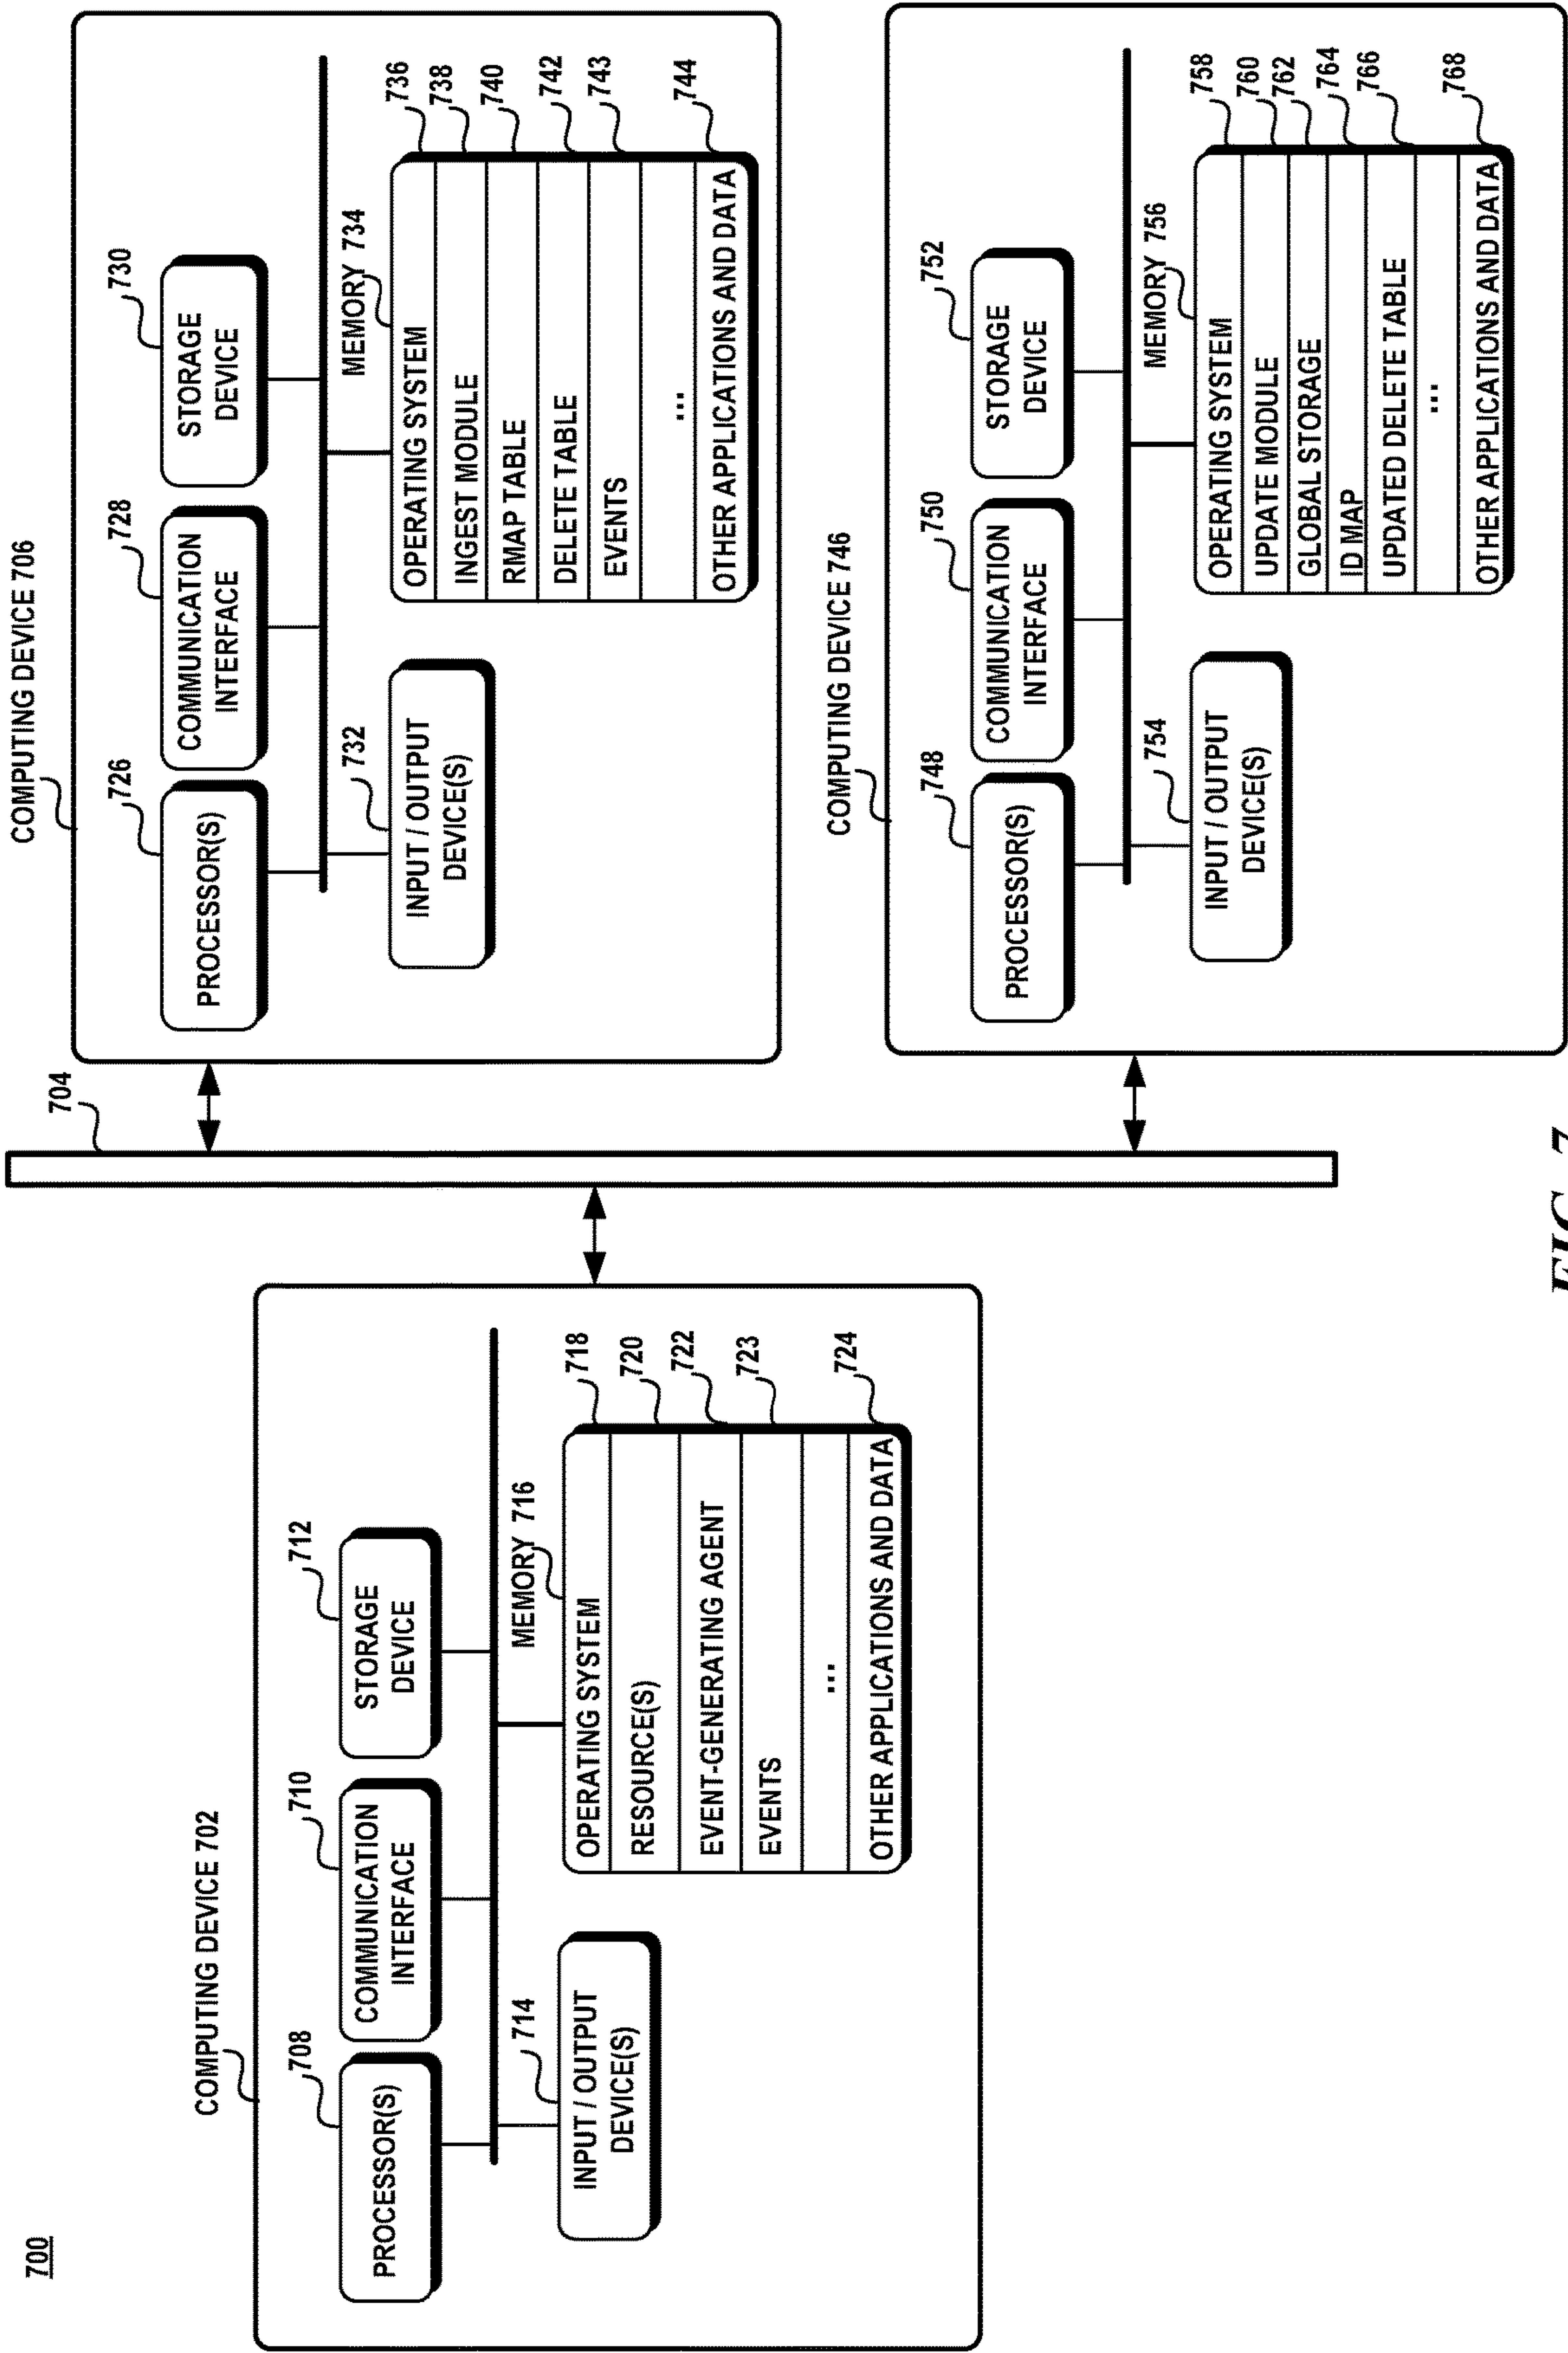 700
COMPUTING DEVICE 702
708
PROCESSOR(S)
710
COMMUNICATION
INTERFACE
712
STORAGE
DEVICE
714
INPUT / OUTPUT
DEVICE(S)
MEMORY 716
OPERATING SYSTEM
718
RESOURCE(S)
720
EVENT-GENERATING AGENT
722
EVENTS
723
...
OTHER APPLICATIONS AND DATA
724
704
COMPUTING DEVICE 706
726
PROCESSOR(S)
728
COMMUNICATION
INTERFACE
730
STORAGE
DEVICE
732
INPUT / OUTPUT
DEVICE(S)
MEMORY 734
OPERATING SYSTEM
736
INGEST MODULE
738
RMAP TABLE
740
DELETE TABLE
742
EVENTS
743
...
OTHER APPLICATIONS AND DATA
744
COMPUTING DEVICE 746
748
PROCESSOR(S)
750
COMMUNICATION
INTERFACE
752
STORAGE
DEVICE
754
INPUT / OUTPUT
DEVICE(S)
MEMORY 756
OPERATING SYSTEM
758
UPDATE MODULE
760
GLOBAL STORAGE
762
ID MAP
764
UPDATED DELETE TABLE
766
...
OTHER APPLICATIONS AND DATA
768
FIG. 7